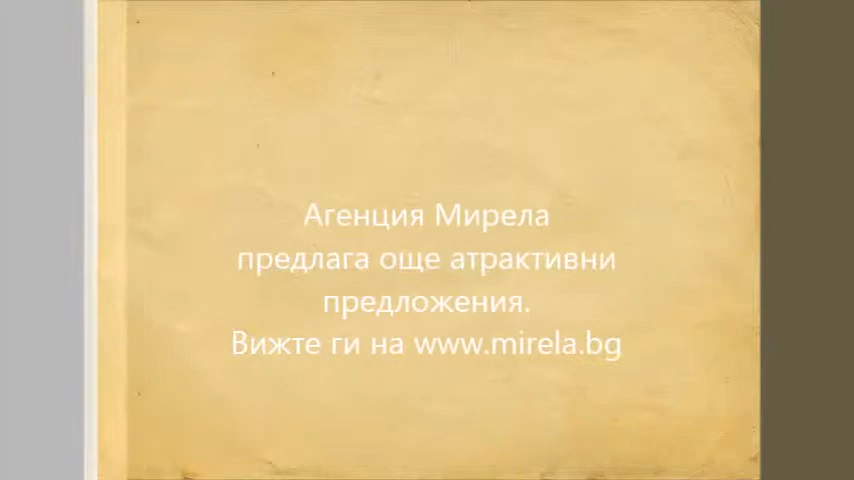 Агенция Мирела
предлага още атрактивни
предложения.
Вижте ги на www.mirela.bg